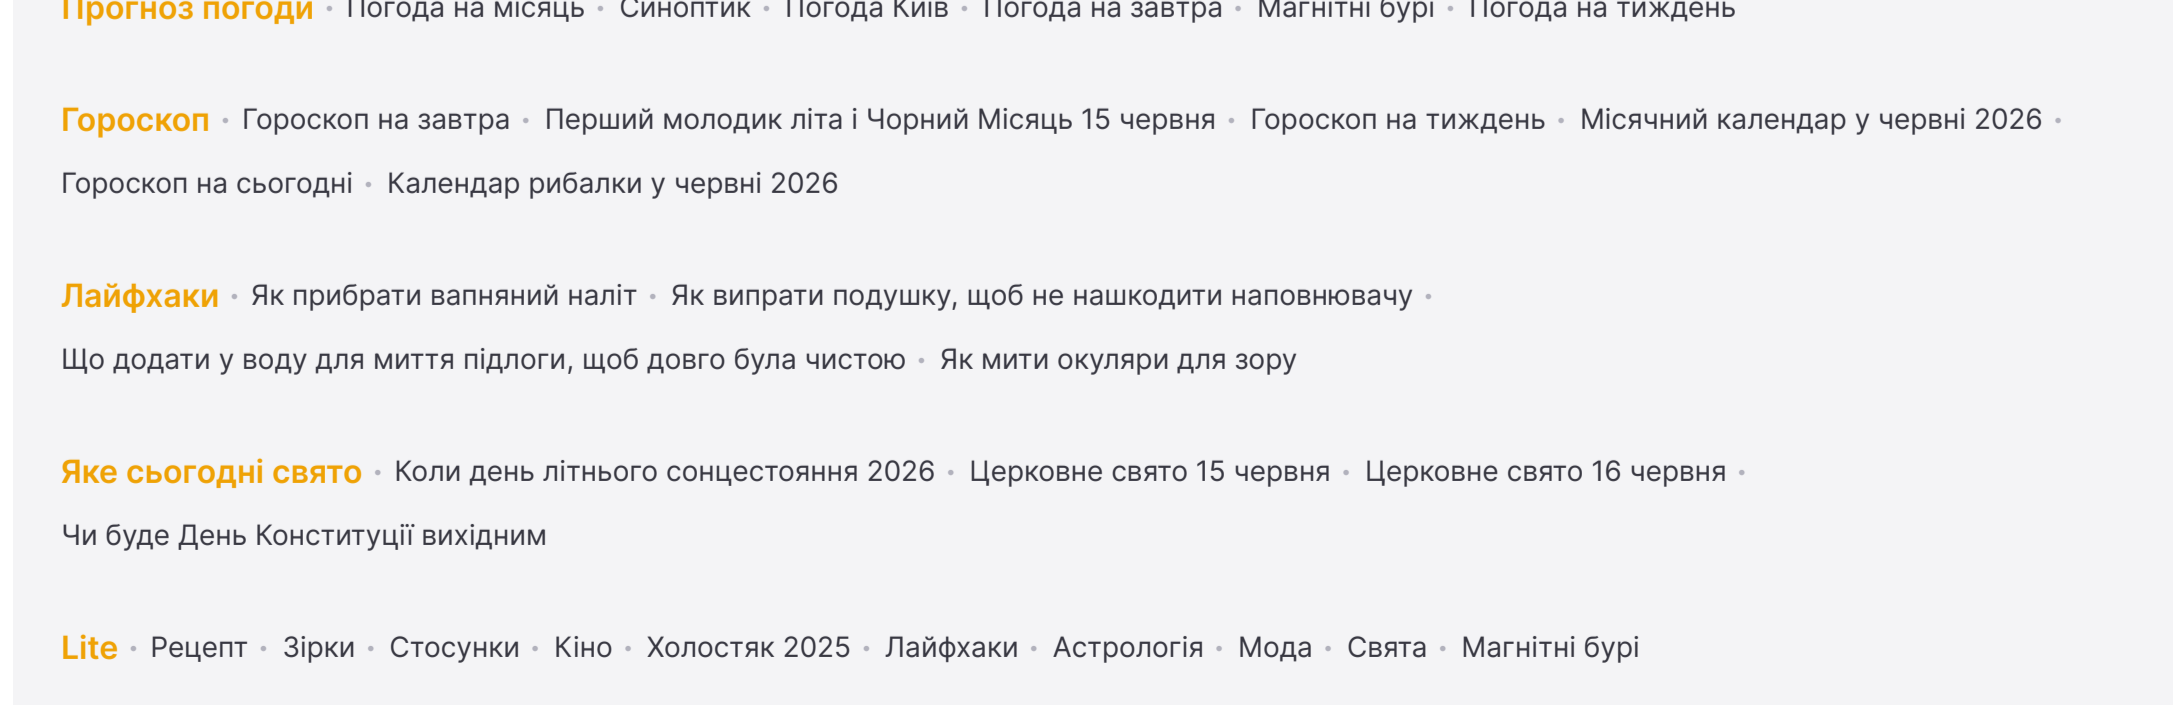 Прогноз погоди • Погода на місяць • Синоптик • Погода Київ • Погода на завтра • Магнітні бурі • Погода на тиждень
Гороскоп • Гороскоп на завтра • Перший молодик літа і Чорний Місяць 15 червня • Гороскоп на тиждень • Місячний календар у червні 2026 •
Гороскоп на сьогодні • Календар рибалки у червні 2026
Лайфхаки • Як прибрати вапняний наліт • Як випрати подушку, щоб не нашкодити наповнювачу •
Що додати у воду для миття підлоги, щоб довго була чистою • Як мити окуляри для зору
Яке сьогодні свято • Коли день літнього сонцестояння 2026 • Церковне свято 15 червня • Церковне свято 16 червня •
Чи буде День Конституції вихідним
Lite • Рецепт • Зірки • Стосунки • Кіно • Холостяк 2025 • Лайфхаки • Астрологія • Мода • Свята • Магнітні бурі